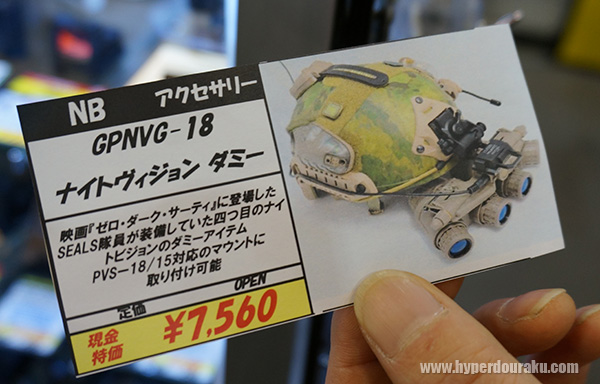 NB アクセサリー
GPNVG-18
ナイトヴィジョン ダミー
映画『ゼロ・ダーク・サーティ』に登場した
SEALS隊員が装備していた四つ目のナイ
トビジョンのダミーアイテム
PVS-18/15対応のマウントに
取り付け可能
定価 OPEN
現金
特価 ¥7,560
www.hyperdouraku.com